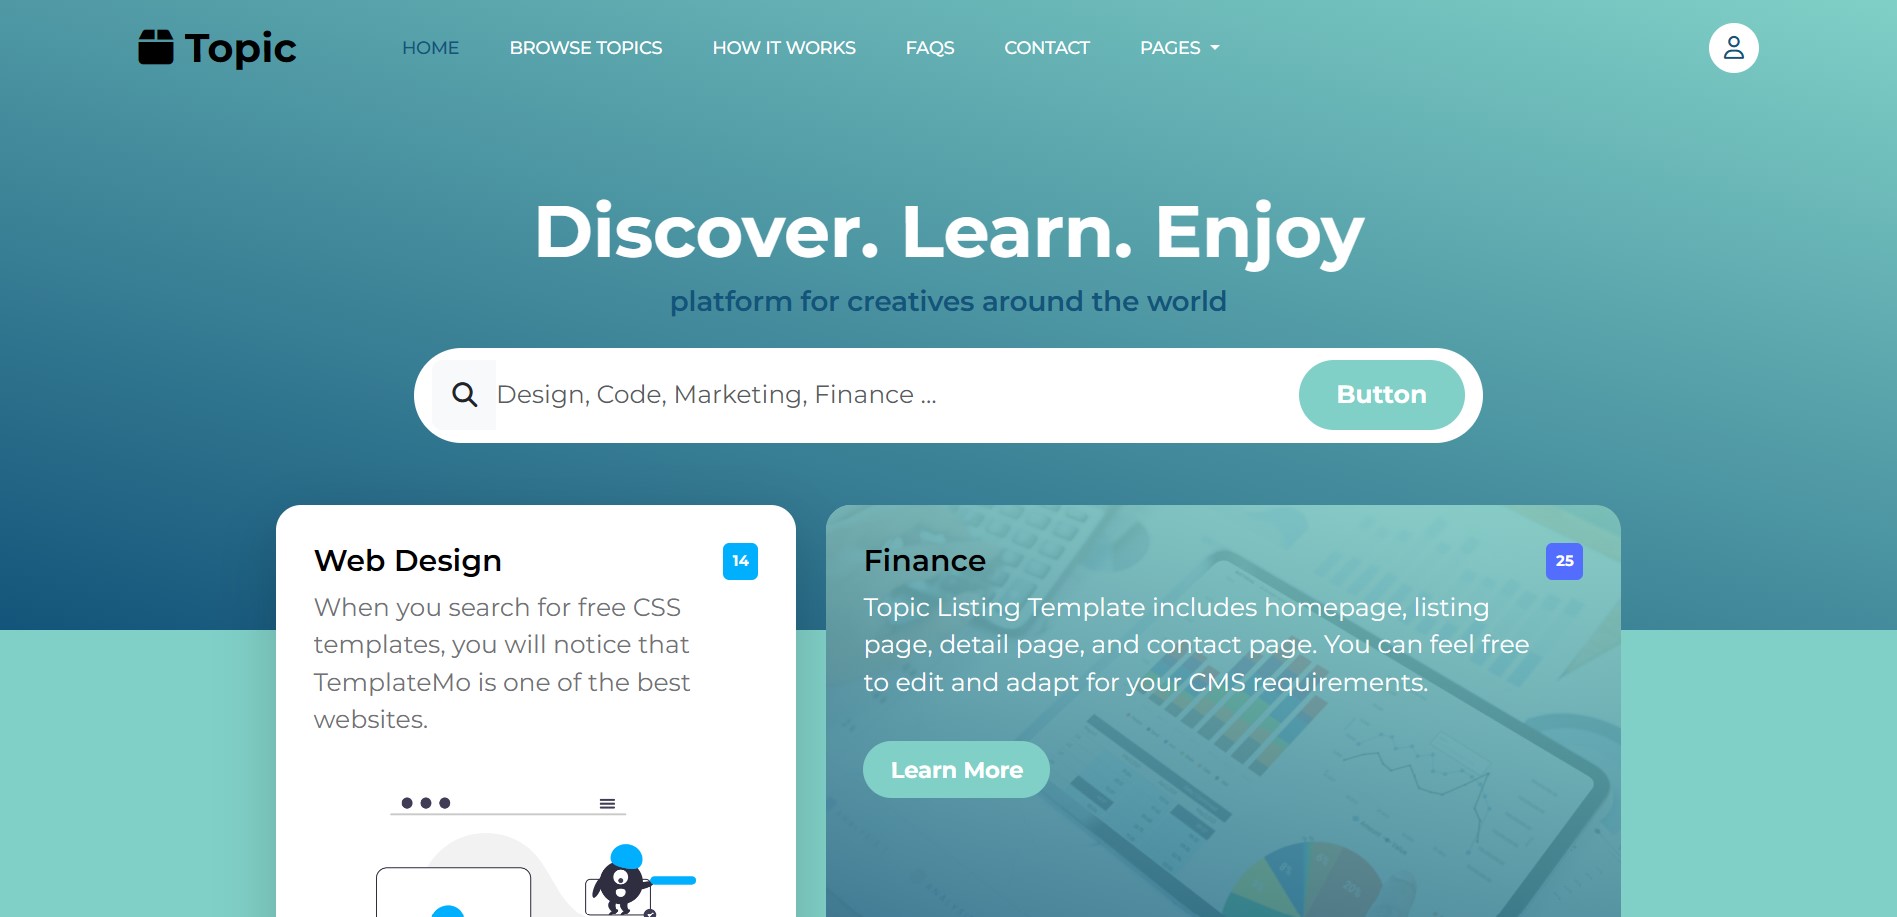 Topic
HOME
BROWSE TOPICS
HOW IT WORKS
FAQS
CONTACT
PAGES
Discover. Learn. Enjoy
platform for creatives around the world
Design, Code, Marketing, Finance ...
Button
Web Design
14
When you search for free CSS
templates, you will notice that
TemplateMo is one of the best
websites.
Finance
25
Topic Listing Template includes homepage, listing
page, detail page, and contact page. You can feel free
to edit and adapt for your CMS requirements.
Learn More